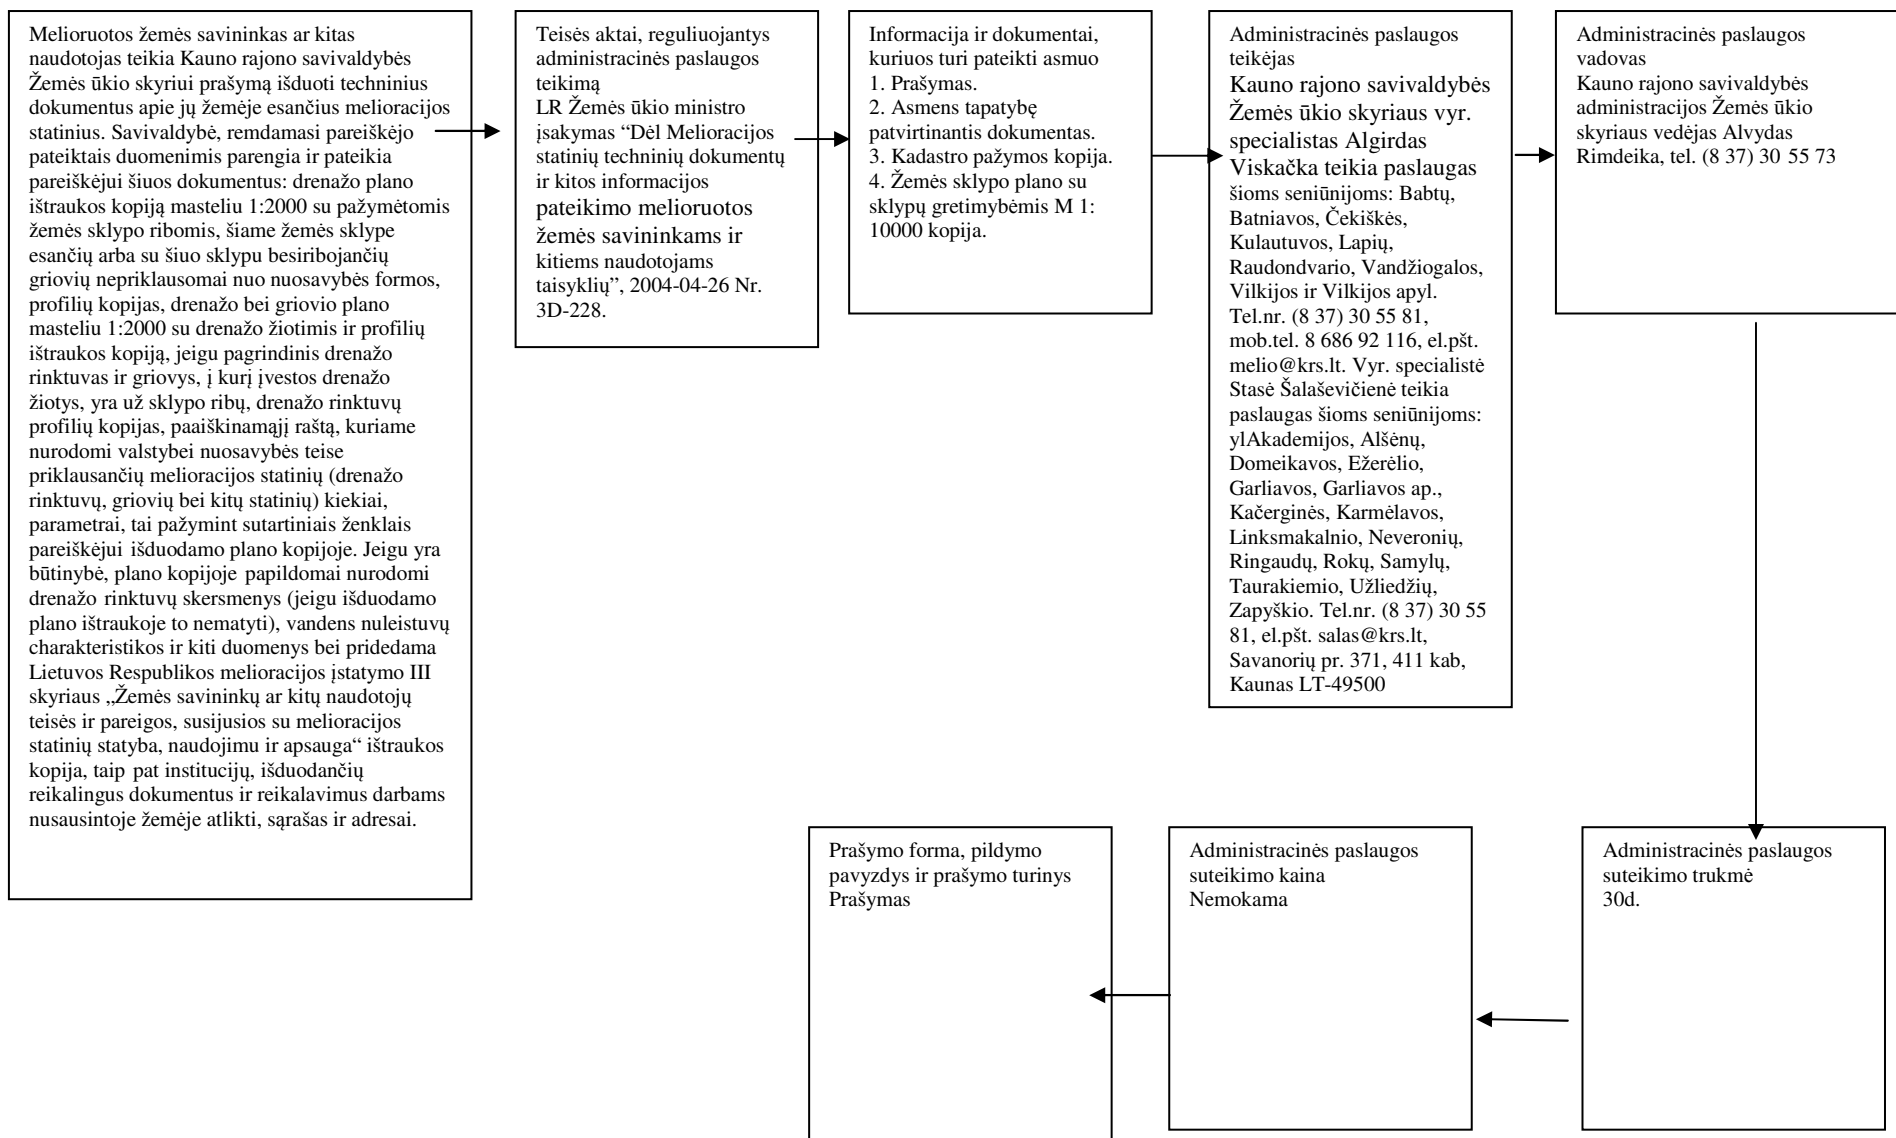 Melioruotos žemės savininkas ar kitas
naudotojas teikia Kauno rajono savivaldybės
Žemės ūkio skyriui prašymą išduoti techninius
dokumentus apie jų žemėje esančius melioracijos
statinius. Savivaldybė, remdamasi pareiškėjo
pateiktais duomenimis parengia ir pateikia
pareiškėjui šiuos dokumentus: drenažo plano
ištraukos kopiją masteliu 1:2000 su pažymėtomis
žemės sklypo ribomis, šiame žemės sklype
esančių arba su šiuo sklypu besiribojančių
griovių nepriklausomai nuo nuosavybės formos,
profilių kopijas, drenažo bei griovio plano
masteliu 1:2000 su drenažo žiotimis ir profilių
ištraukos kopiją, jeigu pagrindinis drenažo
rinktuvas ir griovys, į kurį įvestos drenažo
žiotys, yra už sklypo ribų, drenažo rinktuvų
profilių kopijas, paaiškinamąjį raštą, kuriame
nurodomi valstybei nuosavybės teise
priklausančių melioracijos statinių (drenažo
rinktuvų, griovių bei kitų statinių) kiekiai,
parametrai, tai pažymint sutartiniais ženklais
pareiškėjui išduodamo plano kopijoje. Jeigu yra
būtinybė, plano kopijoje papildomai nurodomi
drenažo rinktuvų skersmenys (jeigu išduodamo
plano ištraukoje to nematyti), vandens nuleistuvų
charakteristikos ir kiti duomenys bei pridedama
Lietuvos Respublikos melioracijos įstatymo III
skyriaus „Žemės savininkų ar kitų naudotojų
teisės ir pareigos, susijusios su melioracijos
statinių statyba, naudojimu ir apsauga“ ištraukos
kopija, taip pat institucijų, išduodančių
reikalingus dokumentus ir reikalavimus darbams
nusausintoje žemėje atlikti, sąrašas ir adresai.
Teisės aktai, reguliuojantys
administracinės paslaugos
teikimą
LR Žemės ūkio ministro
įsakymas “Dėl Melioracijos
statinių techninių dokumentų
ir kitos informacijos
pateikimo melioruotos
žemės savininkams ir
kitiems naudotojams
taisyklių”, 2004-04-26 Nr.
3D-228.
Informacija ir dokumentai,
kuriuos turi pateikti asmuo
1. Prašymas.
2. Asmens tapatybę
patvirtinantis dokumentas.
3. Kadastro pažymos kopija.
4. Žemės sklypo plano su
sklypų gretimybėmis M 1:
10000 kopija.
Administracinės paslaugos
teikėjas
Kauno rajono savivaldybės
Žemės ūkio skyriaus vyr.
specialistas Algirdas
Viskačka teikia paslaugas
šioms seniūnijoms: Babtų,
Batniavos, Čekiškės,
Kulautuvos, Lapių,
Raudondvario, Vandžiogalos,
Vilkijos ir Vilkijos apyl.
Tel.nr. (8 37) 30 55 81,
mob.tel. 8 686 92 116, el.pšt.
melio@krs.lt. Vyr. specialistė
Stasė Šalaševičienė teikia
paslaugas šioms seniūnijoms:
ylAkademijos, Alšėnų,
Domeikavos, Ežerėlio,
Garliavos, Garliavos ap.,
Kačerginės, Karmėlavos,
Linksmakalnio, Neveronių,
Ringaudų, Rokų, Samylų,
Taurakiemio, Užliedžių,
Zapyškio. Tel.nr. (8 37) 30 55
81, el.pšt. salas@krs.lt,
Savanorių pr. 371, 411 kab,
Kaunas LT-49500
Administracinės paslaugos
vadovas
Kauno rajono savivaldybės
administracijos Žemės ūkio
skyriaus vedėjas Alvydas
Rimdeika, tel. (8 37) 30 55 73
Administracinės paslaugos
suteikimo trukmė
30d.
Administracinės paslaugos
suteikimo kaina
Nemokama
Prašymo forma, pildymo
pavyzdys ir prašymo turinys
Prašymas